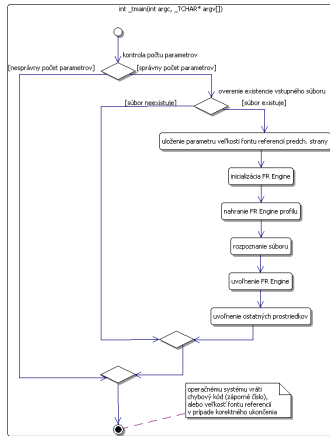 int _tmain(int argc, _TCHAR* argv[])
kontrola počtu parametrov
[nesprávny počet parametrov]
[správny počet parametrov]
overenie existencie vstupného súboru
[súbor neexistuje]
[súbor existuje]
uloženie parametru veľkosti fontu referencií predch. strany
inicializácia FR Engine
nahranie FR Engine profilu
rozpoznanie súboru
uvoľnenie FR Engine
uvoľnenie ostatných prostriedkov
operačnému systému vráti
chybový kód (záporné číslo),
alebo veľkosť fontu referencií
v prípade korektného ukončenia